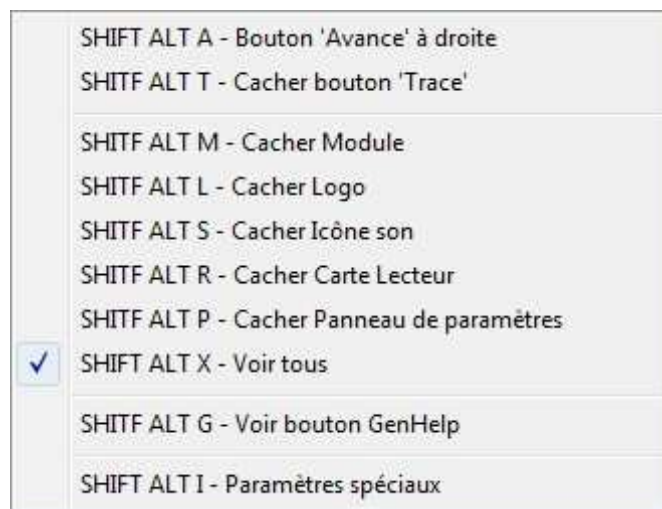 SHIFT ALT A - Bouton 'Avance' à droite
SHITF ALT T - Cacher bouton 'Trace'
SHITF ALT M - Cacher Module
SHITF ALT L - Cacher Logo
SHITF ALT S - Cacher Icône son
SHITF ALT R - Cacher Carte Lecteur
SHITF ALT P - Cacher Panneau de paramètres
SHIFT ALT X - Voir tous
SHITF ALT G - Voir bouton GenHelp
SHIFT ALT I - Paramètres spéciaux